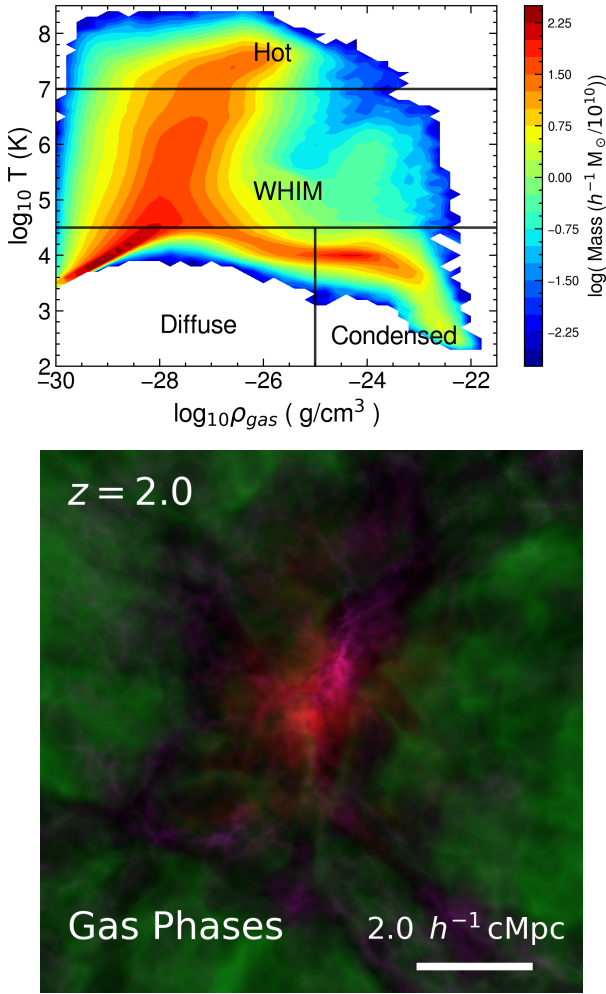 8
7
6
5
4
3
2
log₁₀ T (K)
Hot
WHIM
Diffuse
Condensed
−30 −28 −26 −24 −22
log₁₀ρ_gas ( g/cm³ )
2.25
1.50
0.75
0.00
−0.75
−1.50
−2.25
log( Mass (h⁻¹ M⊙/10¹⁰))
z = 2.0
Gas Phases
2.0 h⁻¹ cMpc